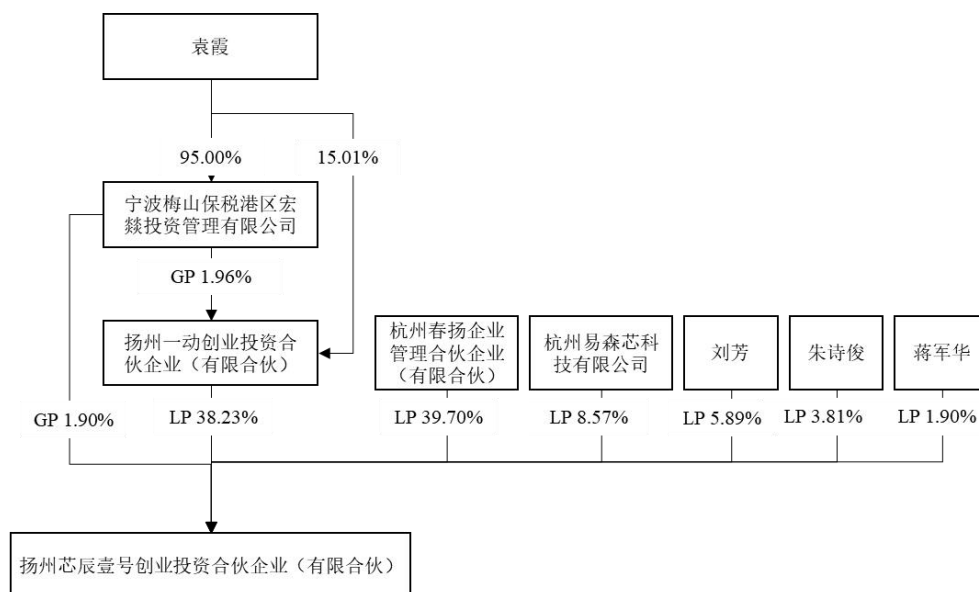 袁霞
95.00%
15.01%
宁波梅山保税港区宏
燚投资管理有限公司
GP 1.96%
扬州一动创业投资合
伙企业（有限合伙）
杭州春扬企业
管理合伙企业
（有限合伙）
杭州易森芯科
技有限公司
刘芳
朱诗俊
蒋军华
GP 1.90%
LP 38.23%
LP 39.70%
LP 8.57%
LP 5.89%
LP 3.81%
LP 1.90%
扬州芯辰壹号创业投资合伙企业（有限合伙）